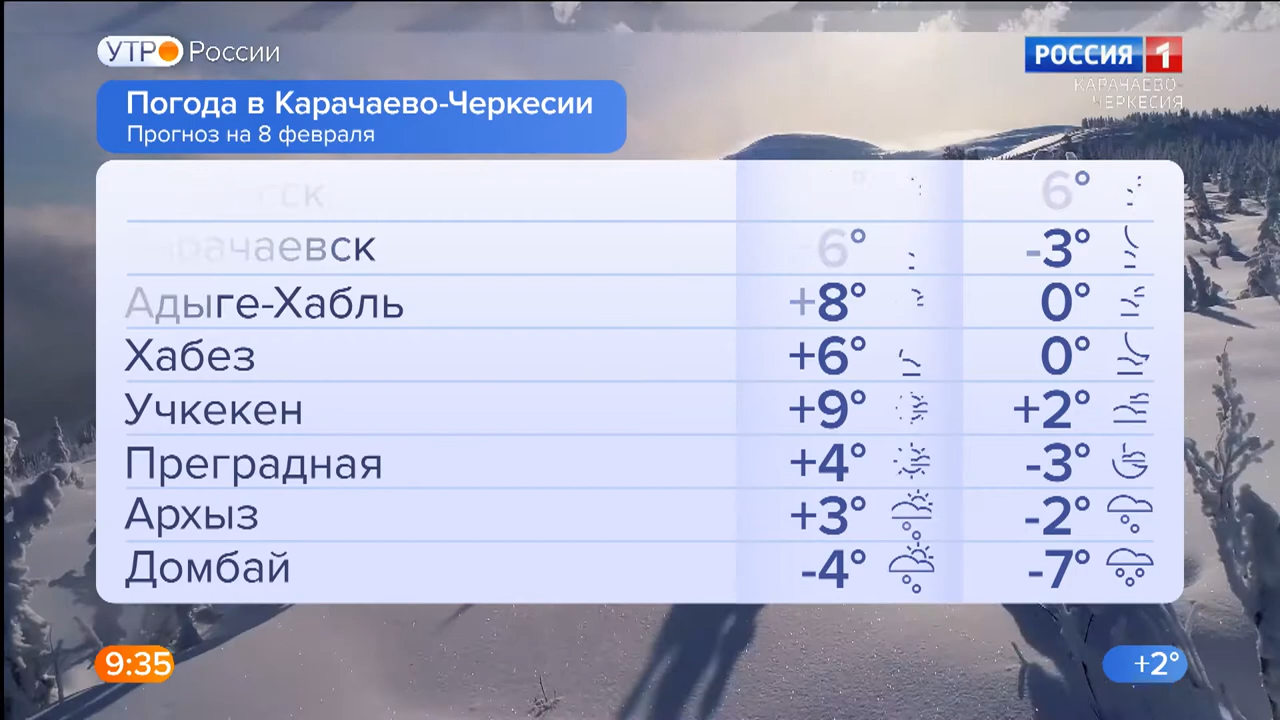 УТРО России
РОССИЯ 1
КАРАЧАЕВО-
ЧЕРКЕСИЯ
Погода в Карачаево-Черкесии
Прогноз на 8 февраля
6°
Карачаевск 6° -3°
Адыге-Хабль +8° 0°
Хабез +6° 0°
Учкекен +9° +2°
Преградная +4° -3°
Архыз +3° -2°
Домбай -4° -7°
9:35
+2°